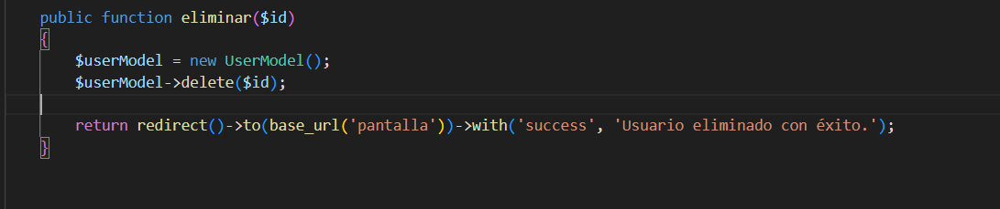 public function eliminar($id)
{
$userModel = new UserModel();
$userModel->delete($id);
return redirect()->to(base_url('pantalla'))->with('success', 'Usuario eliminado con éxito.');
}